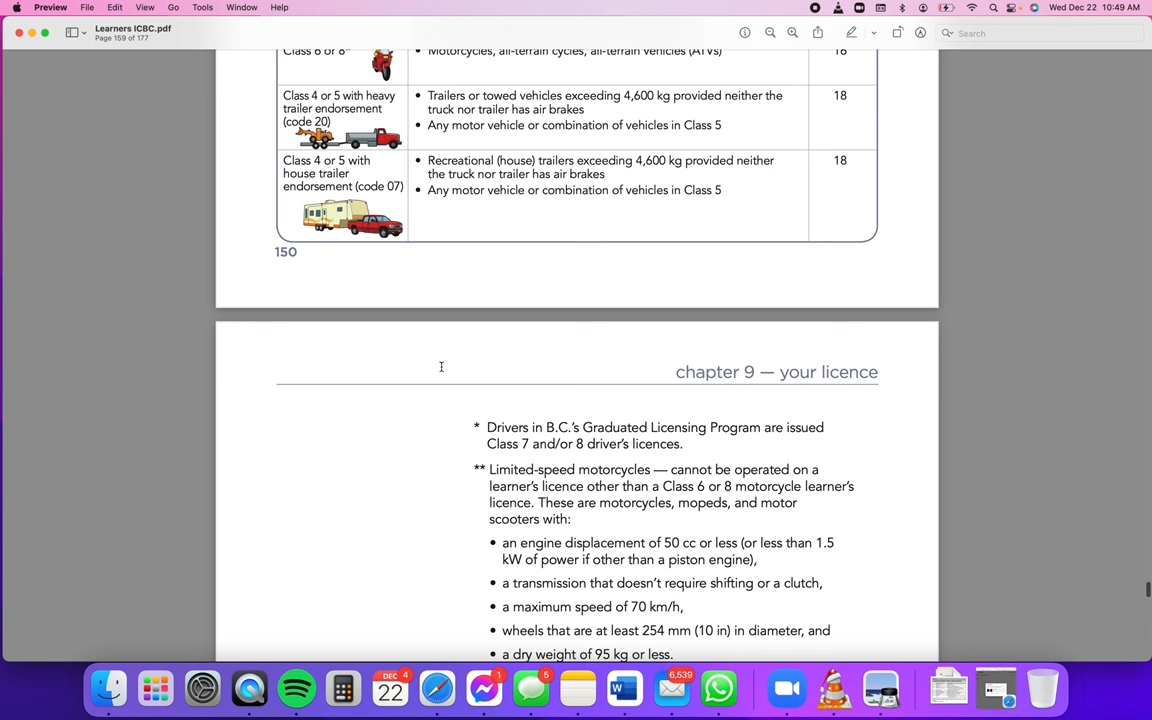 Preview File Edit View Go Tools Window Help Wed Dec 22 10:49 AM
Learners ICBC.pdf
Page 159 of 177
Search
Class 6 or 8* • Motorcycles, all-terrain cycles, all-terrain vehicles (ATVs) 16
Class 4 or 5 with heavy • Trailers or towed vehicles exceeding 4,600 kg provided neither the 18
trailer endorsement truck nor trailer has air brakes
(code 20) • Any motor vehicle or combination of vehicles in Class 5
Class 4 or 5 with • Recreational (house) trailers exceeding 4,600 kg provided neither 18
house trailer the truck nor trailer has air brakes
endorsement (code 07) • Any motor vehicle or combination of vehicles in Class 5
150
chapter 9 — your licence
* Drivers in B.C.'s Graduated Licensing Program are issued
Class 7 and/or 8 driver's licences.
** Limited-speed motorcycles — cannot be operated on a
learner's licence other than a Class 6 or 8 motorcycle learner's
licence. These are motorcycles, mopeds, and motor
scooters with:
• an engine displacement of 50 cc or less (or less than 1.5
kW of power if other than a piston engine),
• a transmission that doesn't require shifting or a clutch,
• a maximum speed of 70 km/h,
• wheels that are at least 254 mm (10 in) in diameter, and
• a dry weight of 95 kg or less.
DEC 4 1 5 6,539
22